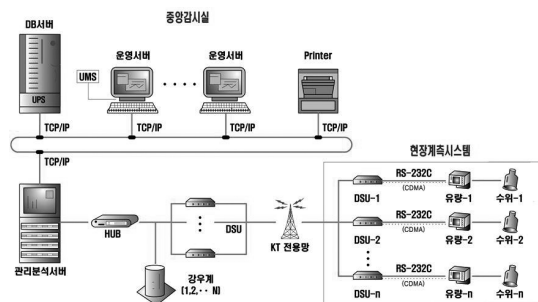 중앙감시실
DB서버
UPS
UMS
운영서버
운영서버
Printer
TCP/IP
TCP/IP
TCP/IP
TCP/IP
TCP/IP
관리분석서버
HUB
강우계
(1,2,·· N)
DSU
KT 전용망
현장계측시스템
RS-232C
(CDMA)
DSU-1
유량-1
수위-1
RS-232C
(CDMA)
DSU-2
유량-2
수위-2
RS-232C
(CDMA)
DSU-n
유량-n
수위-n